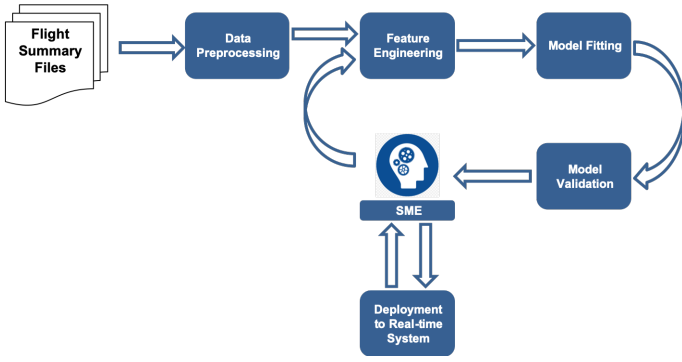 Flight
Summary
Files
Data
Preprocessing
Feature
Engineering
Model Fitting
Model
Validation
SME
Deployment
to Real-time
System